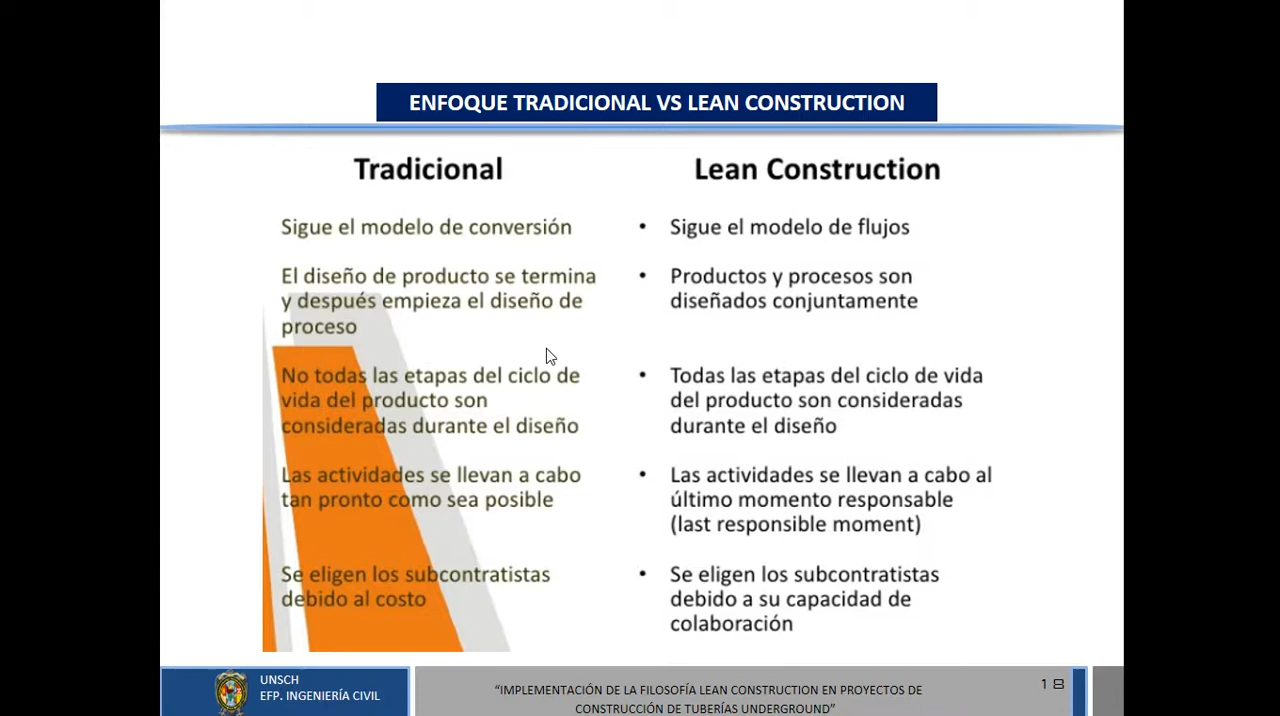 ENFOQUE TRADICIONAL VS LEAN CONSTRUCTION
Tradicional
Sigue el modelo de conversión
El diseño de producto se termina
y después empieza el diseño de
proceso
No todas las etapas del ciclo de
vida del producto son
consideradas durante el diseño
Las actividades se llevan a cabo
tan pronto como sea posible
Se eligen los subcontratistas
debido al costo
Lean Construction
• Sigue el modelo de flujos
• Productos y procesos son
diseñados conjuntamente
• Todas las etapas del ciclo de vida
del producto son consideradas
durante el diseño
• Las actividades se llevan a cabo al
último momento responsable
(last responsible moment)
• Se eligen los subcontratistas
debido a su capacidad de
colaboración
UNSCH
EFP. INGENIERÍA CIVIL
“IMPLEMENTACIÓN DE LA FILOSOFÍA LEAN CONSTRUCTION EN PROYECTOS DE
CONSTRUCCIÓN DE TUBERÍAS UNDERGROUND”
18